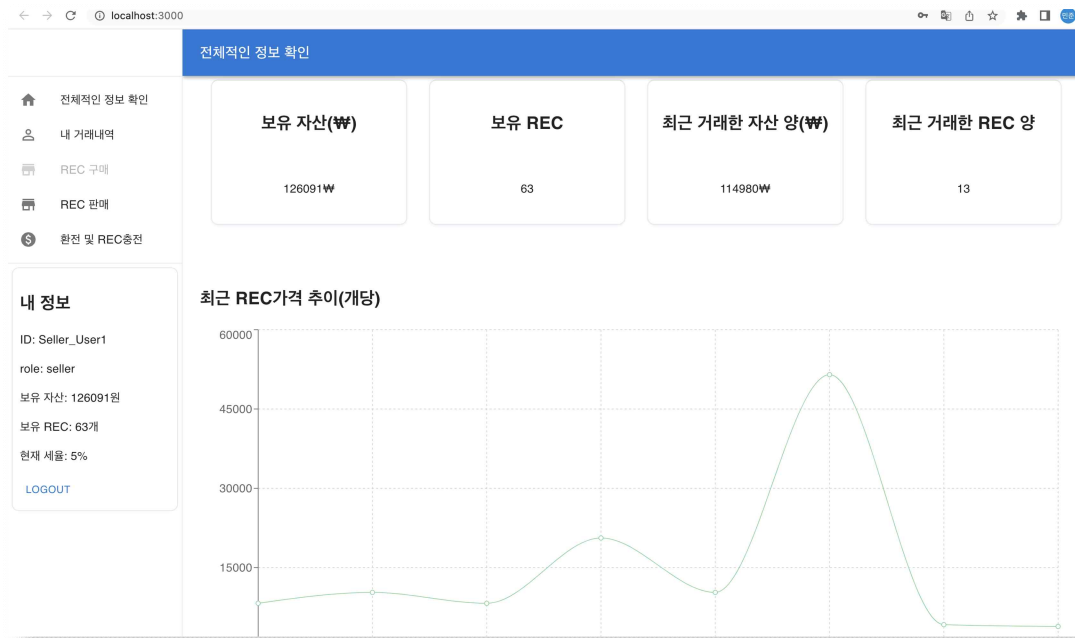 localhost:3000
민준
전체적인 정보 확인
전체적인 정보 확인
내 거래내역
REC 구매
REC 판매
환전 및 REC충전
내 정보
ID: Seller_User1
role: seller
보유 자산: 126091원
보유 REC: 63개
현재 세율: 5%
LOGOUT
보유 자산(₩)
126091₩
보유 REC
63
최근 거래한 자산 양(₩)
114980₩
최근 거래한 REC 양
13
최근 REC가격 추이(개당)
60000
45000
30000
15000